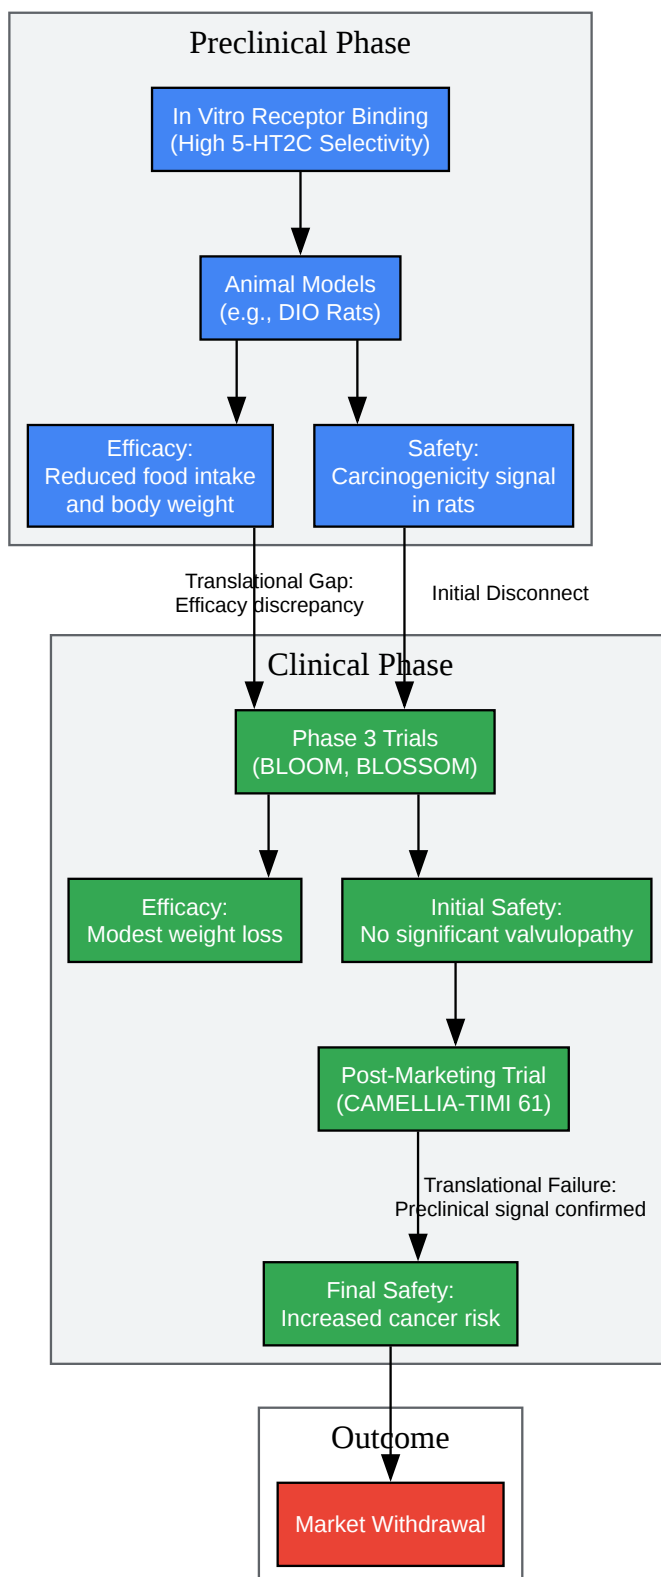 Preclinical Phase
In Vitro Receptor Binding
(High 5-HT2C Selectivity)
Animal Models
(e.g., DIO Rats)
Efficacy:
Reduced food intake
and body weight
Safety:
Carcinogenicity signal
in rats
Translational Gap:
Efficacy discrepancy
Initial Disconnect
Clinical Phase
Phase 3 Trials
(BLOOM, BLOSSOM)
Efficacy:
Modest weight loss
Initial Safety:
No significant valvulopathy
Post-Marketing Trial
(CAMELLIA-TIMI 61)
Translational Failure:
Preclinical signal confirmed
Final Safety:
Increased cancer risk
Outcome
Market Withdrawal